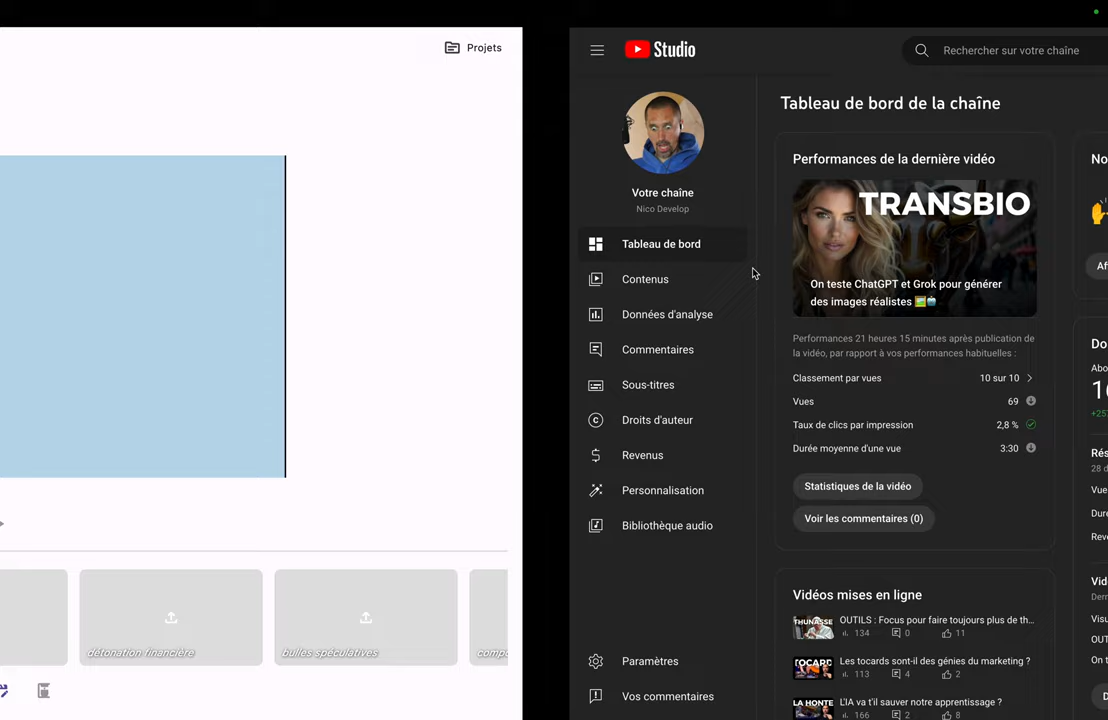 Projets
détonation financière
bulles spéculatives
Studio
Rechercher sur votre chaîne
Votre chaîne
Nico Develop
Tableau de bord
Contenus
Données d'analyse
Commentaires
Sous-titres
Droits d'auteur
Revenus
Personnalisation
Bibliothèque audio
Paramètres
Vos commentaires
Tableau de bord de la chaîne
Performances de la dernière vidéo
TRANSBIO
On teste ChatGPT et Grok pour générer
des images réalistes
Performances 21 heures 15 minutes après publication de
la vidéo, par rapport à vos performances habituelles :
Classement par vues 10 sur 10
Vues 69
Taux de clics par impression 2,8 %
Durée moyenne d'une vue 3:30
Statistiques de la vidéo
Voir les commentaires (0)
Vidéos mises en ligne
THUNASSE
OUTILS : Focus pour faire toujours plus de th…
134 0 11
TOCARD
Les tocards sont-il des génies du marketing ?
113 4 2
LA HONTE
L'IA va t'il sauver notre apprentissage ?
166 2 8